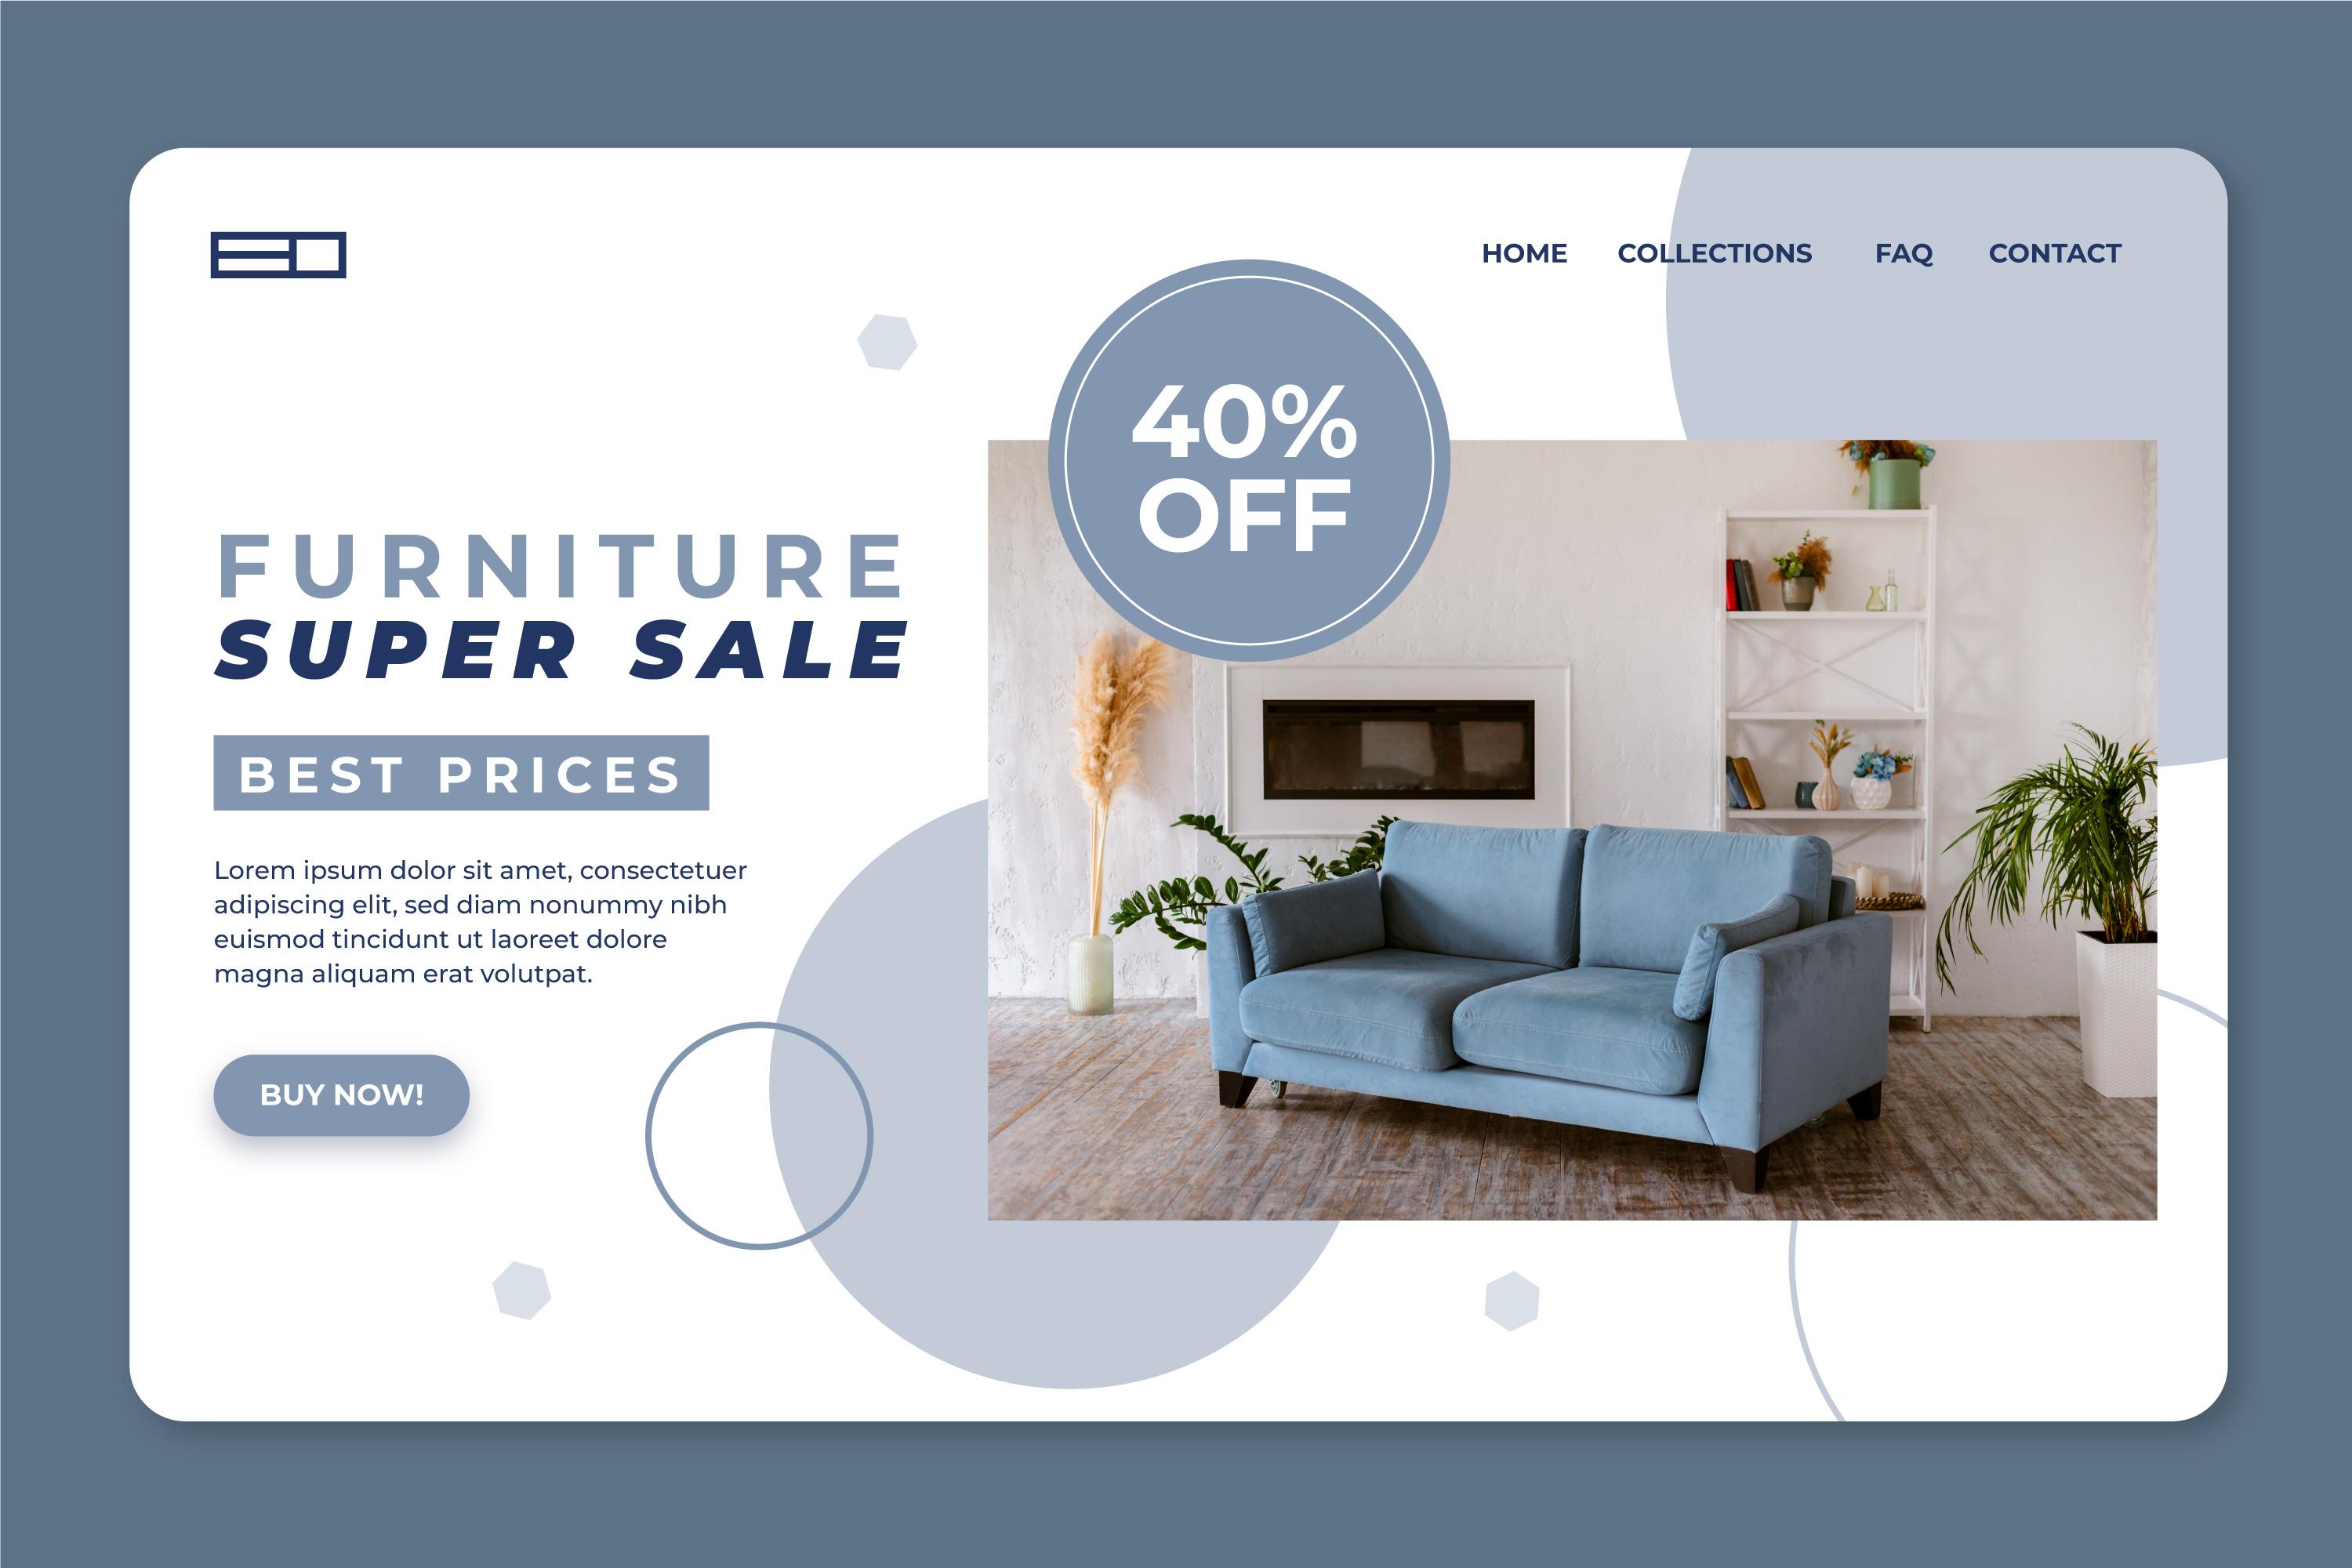 HOME COLLECTIONS FAQ CONTACT
40%
OFF
FURNITURE
SUPER SALE
BEST PRICES
Lorem ipsum dolor sit amet, consectetuer
adipiscing elit, sed diam nonummy nibh
euismod tincidunt ut laoreet dolore
magna aliquam erat volutpat.
BUY NOW!